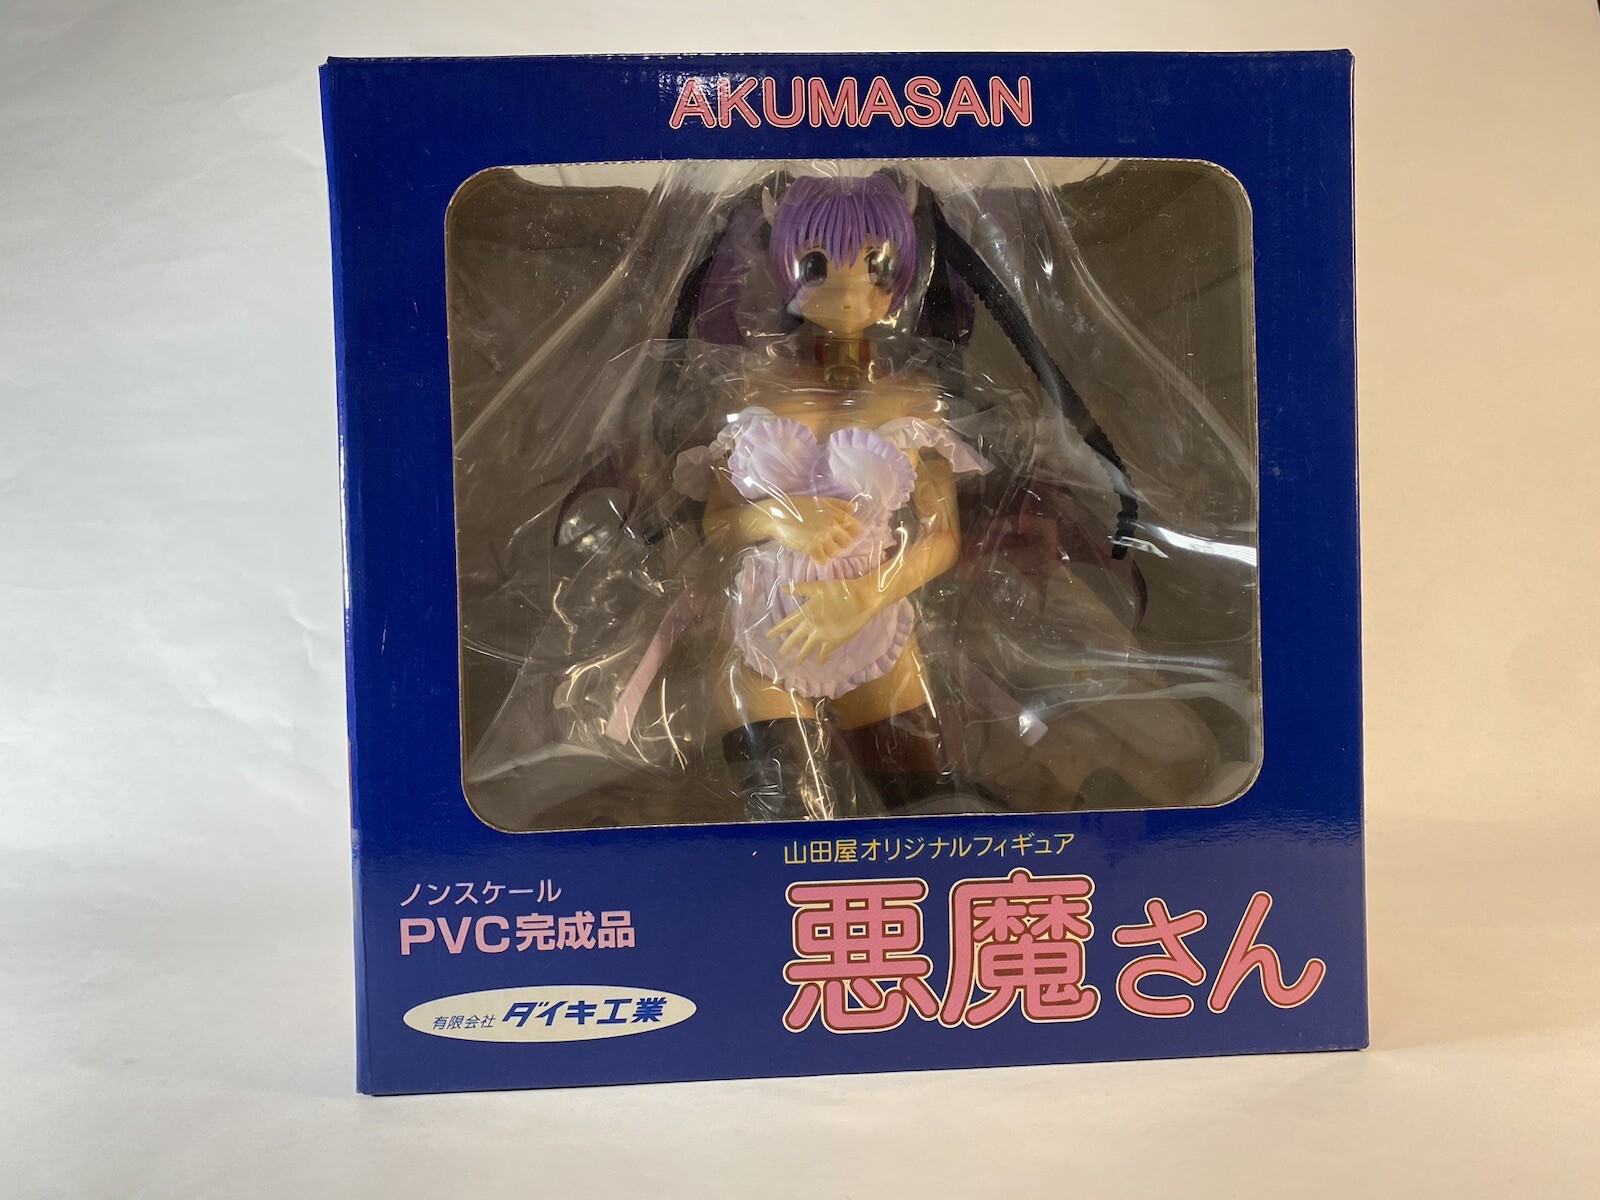 AKUMASAN
山田屋オリジナルフィギュア
悪魔さん
ノンスケール
PVC完成品
有限会社 ダイキ工業